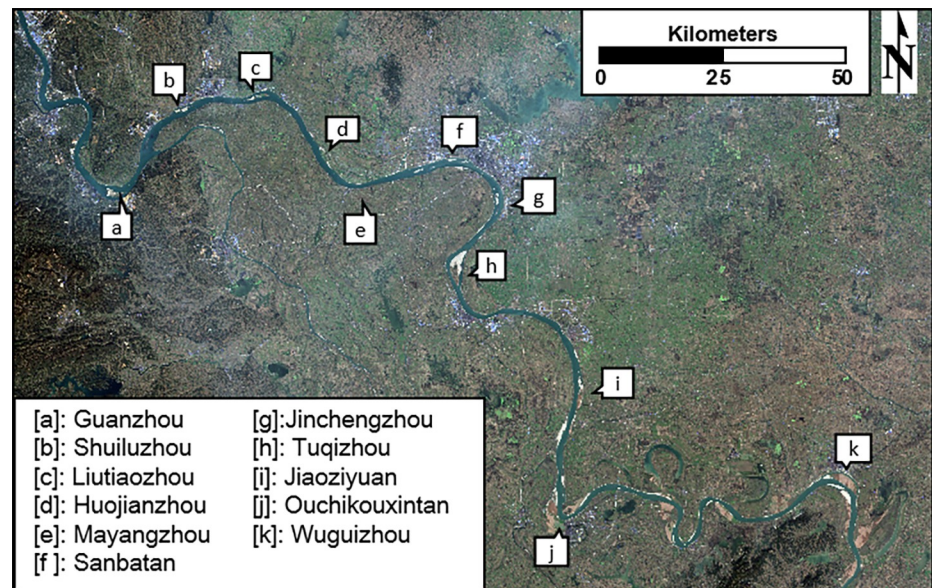 Kilometers
0 25 50
N
b
c
d
f
a
e
g
h
i
k
j
[a]: Guanzhou
[b]: Shuiluzhou
[c]: Liutiaozhou
[d]: Huojianzhou
[e]: Mayangzhou
[f ]: Sanbatan
[g]:Jinchengzhou
[h]: Tuqizhou
[i]: Jiaoziyuan
[j]: Ouchikouxintan
[k]: Wuguizhou